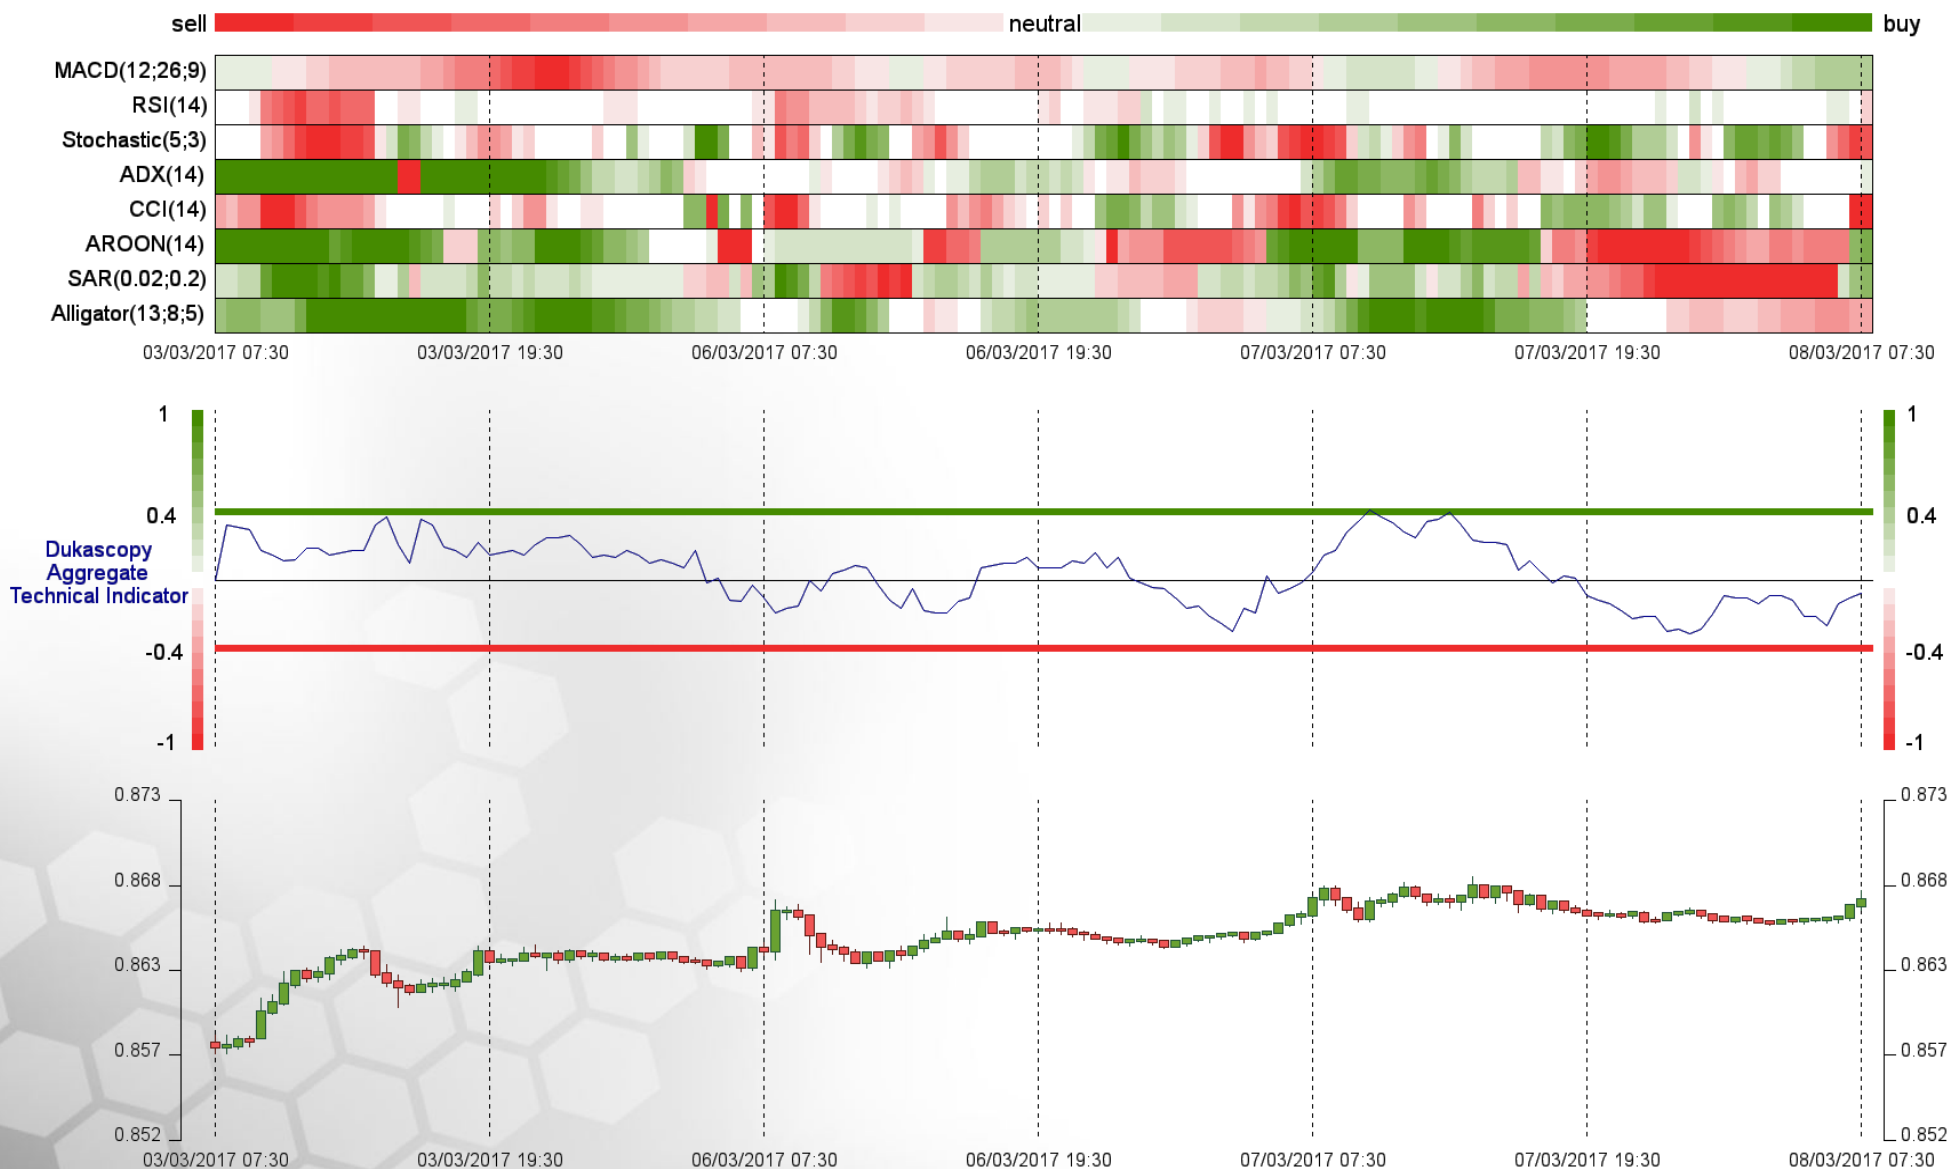 sell neutral buy
MACD(12;26;9)
RSI(14)
Stochastic(5;3)
ADX(14)
CCI(14)
AROON(14)
SAR(0.02;0.2)
Alligator(13;8;5)
03/03/2017 07:30 03/03/2017 19:30 06/03/2017 07:30 06/03/2017 19:30 07/03/2017 07:30 07/03/2017 19:30 08/03/2017 07:30
1 1
0.4 0.4
Dukascopy
Aggregate
Technical Indicator
-0.4 -0.4
-1 -1
0.873 0.873
0.868 0.868
0.863 0.863
0.857 0.857
0.852 0.852
03/03/2017 07:30 03/03/2017 19:30 06/03/2017 07:30 06/03/2017 19:30 07/03/2017 07:30 07/03/2017 19:30 08/03/2017 07:30